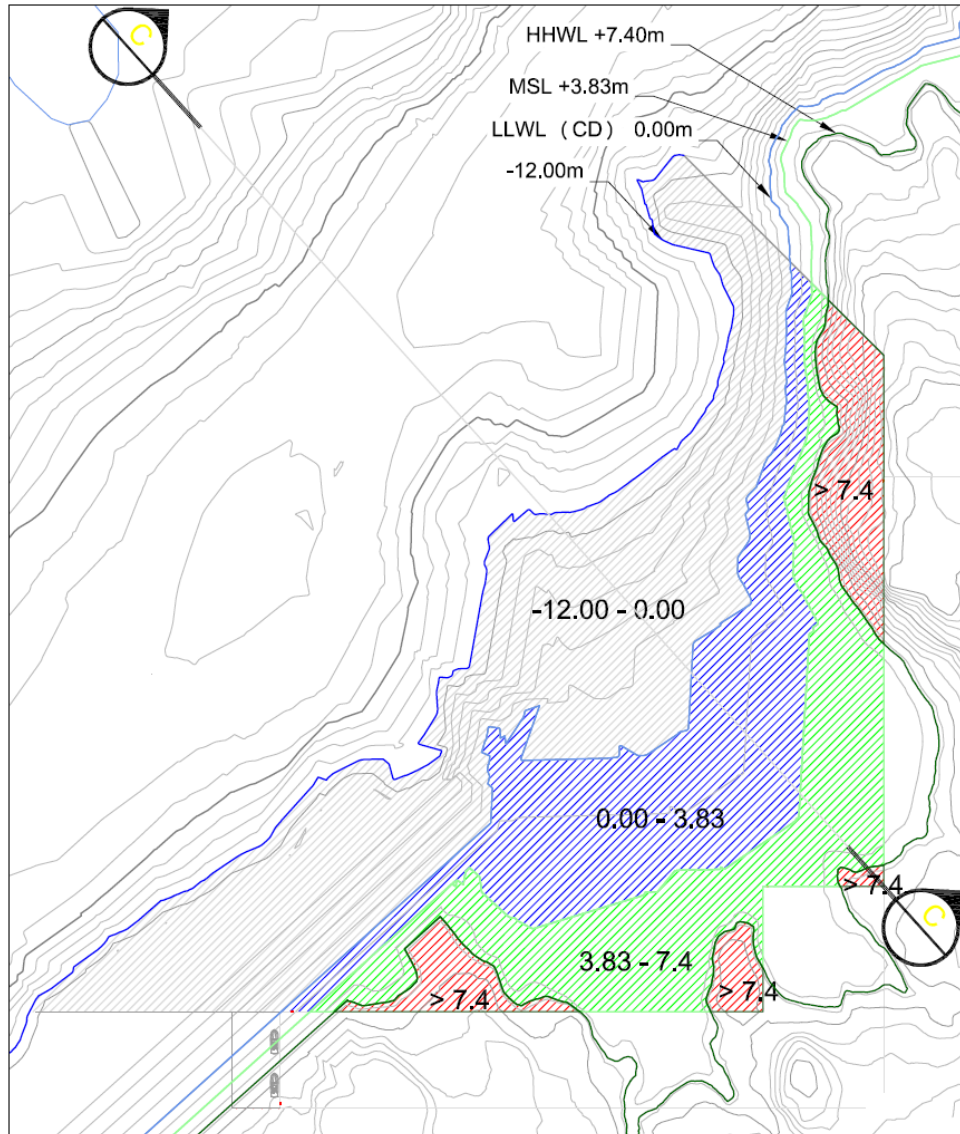 C
HHWL +7.40m
MSL +3.83m
LLWL (CD) 0.00m
-12.00m
> 7.4
-12.00 - 0.00
0.00 - 3.83
> 7.4
C
3.83 - 7.4
> 7.4
> 7.4